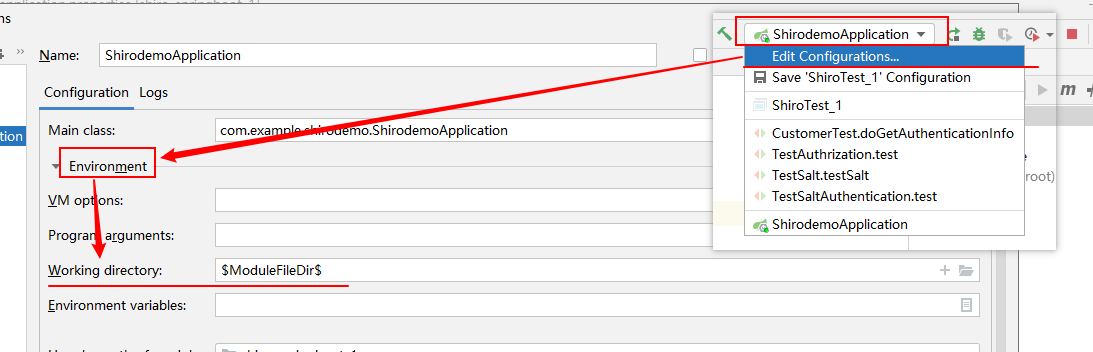 ns
Name:
ShirodemoApplication
Configuration
Logs
tion
Main class:
com.example.shirodemo.ShirodemoApplication
Environment
VM options:
Program arguments:
Working directory:
$ModuleFileDir$
Environment variables:
ShirodemoApplication
Edit Configurations...
Save 'ShiroTest_1' Configuration
ShiroTest_1
CustomerTest.doGetAuthenticationInfo
TestAuthrization.test
TestSalt.testSalt
TestSaltAuthentication.test
ShirodemoApplication
m
root)